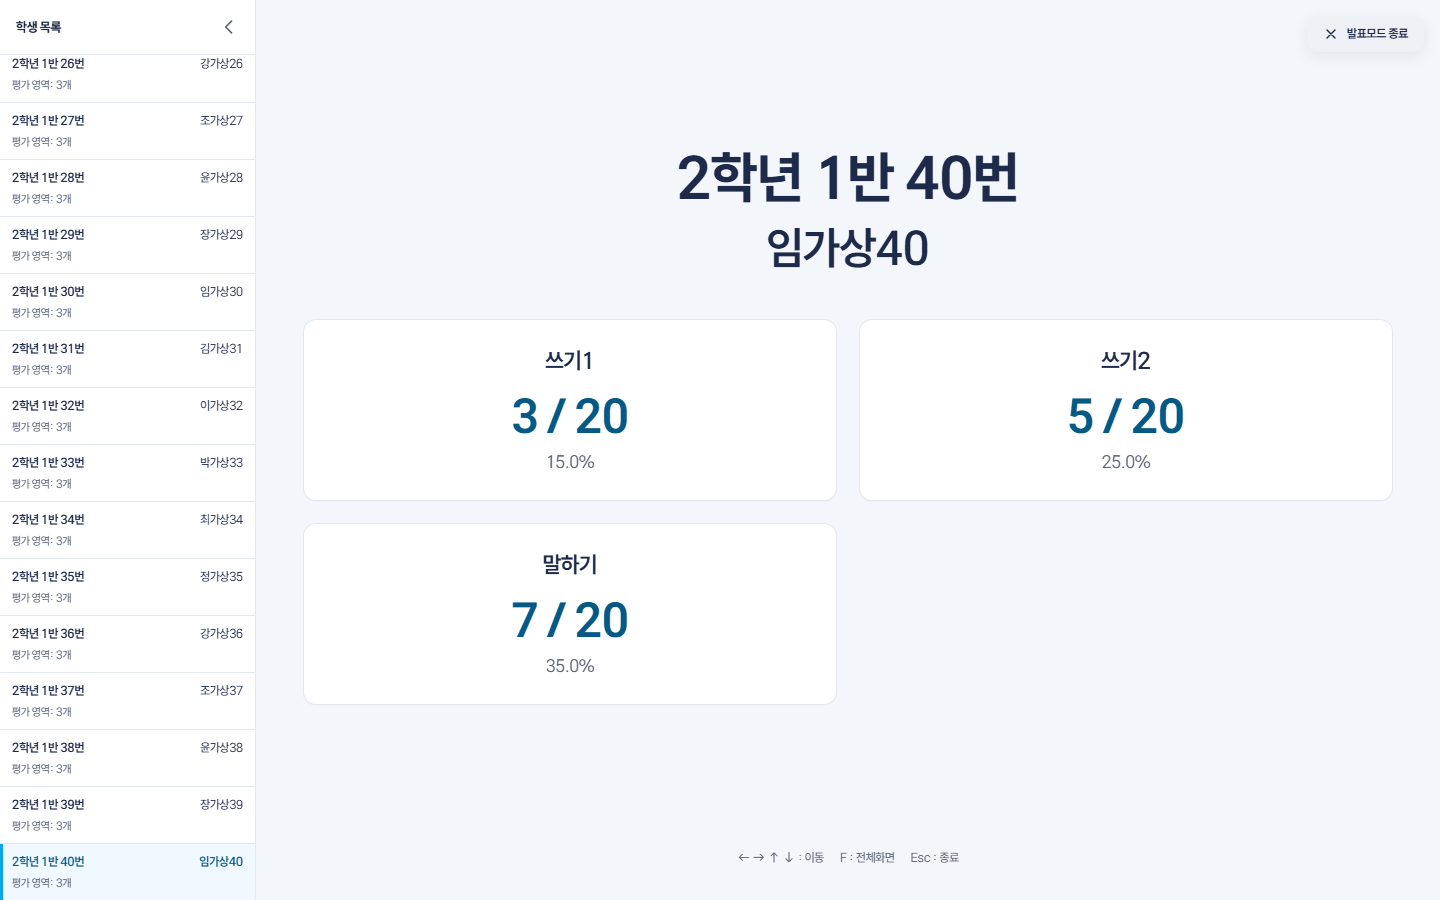 학생 목록
2학년 1반 26번 강가상26
평가 영역: 3개
2학년 1반 27번 조가상27
평가 영역: 3개
2학년 1반 28번 윤가상28
평가 영역: 3개
2학년 1반 29번 장가상29
평가 영역: 3개
2학년 1반 30번 임가상30
평가 영역: 3개
2학년 1반 31번 김가상31
평가 영역: 3개
2학년 1반 32번 이가상32
평가 영역: 3개
2학년 1반 33번 박가상33
평가 영역: 3개
2학년 1반 34번 최가상34
평가 영역: 3개
2학년 1반 35번 정가상35
평가 영역: 3개
2학년 1반 36번 강가상36
평가 영역: 3개
2학년 1반 37번 조가상37
평가 영역: 3개
2학년 1반 38번 윤가상38
평가 영역: 3개
2학년 1반 39번 장가상39
평가 영역: 3개
2학년 1반 40번 임가상40
평가 영역: 3개
발표모드 종료
2학년 1반 40번
임가상40
쓰기1
3 / 20
15.0%
쓰기2
5 / 20
25.0%
말하기
7 / 20
35.0%
← → ↑ ↓ : 이동 F : 전체화면 Esc : 종료